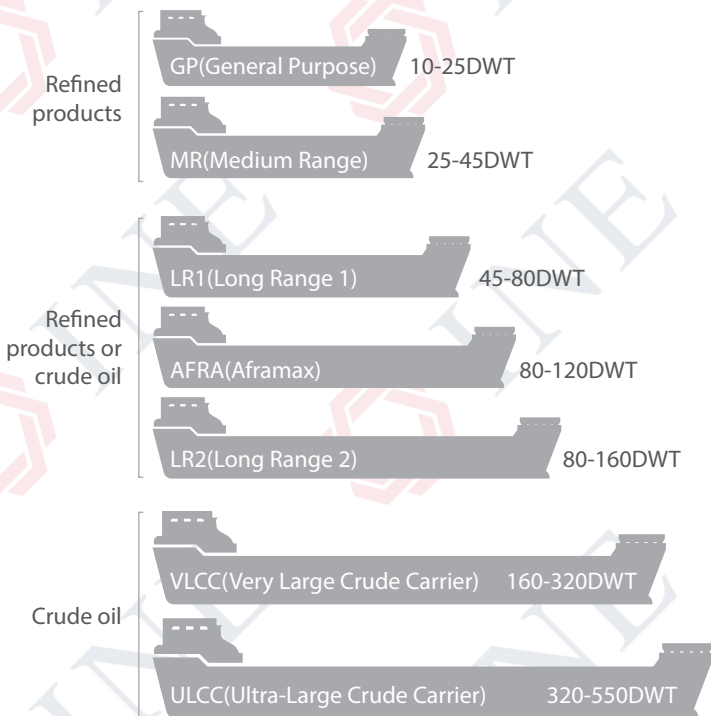 Refined
products
GP(General Purpose) 10-25DWT
MR(Medium Range) 25-45DWT
Refined
products or
crude oil
LR1(Long Range 1) 45-80DWT
AFRA(Aframax) 80-120DWT
LR2(Long Range 2) 80-160DWT
Crude oil
VLCC(Very Large Crude Carrier) 160-320DWT
ULCC(Ultra-Large Crude Carrier) 320-550DWT